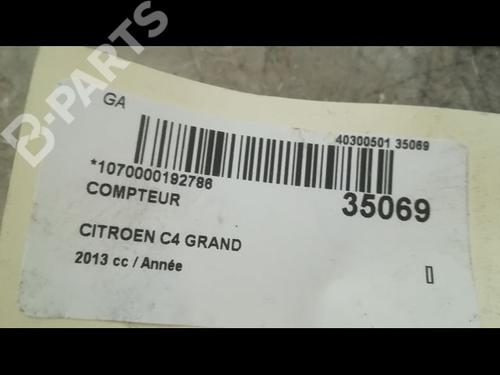 B-PARTS
GA
40300501 35069
*1070000192786
COMPTEUR
35069
CITROEN C4 GRAND
2013 cc / Année